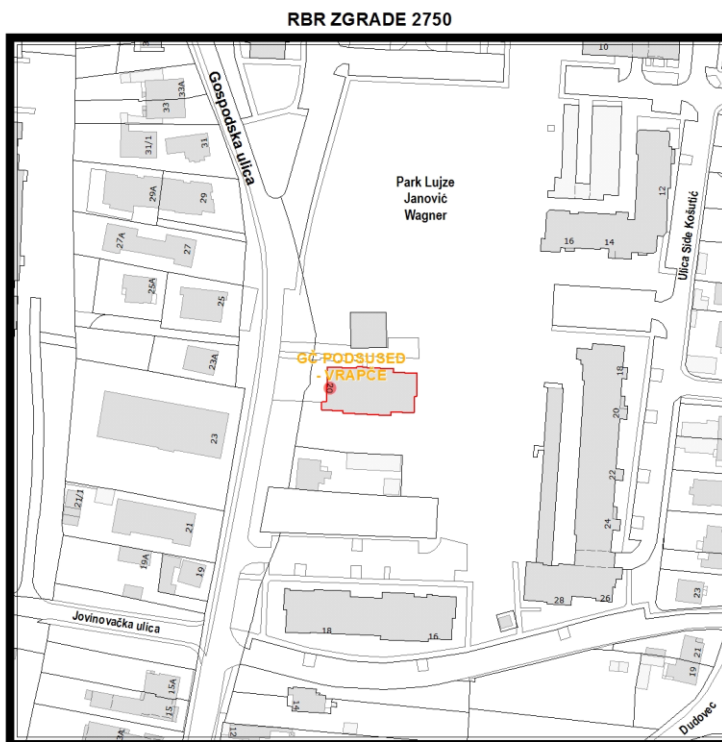 RBR ZGRADE 2750
10
33A
33
Gospodska ulica
31/1
31
Park Lujze
Janović
Wagner
12
29A
29
16
14
Ulica Side Košutić
27A
27
25A
25
GČ PODSUSED
- VRAPČE
23A
18
20
20
23
22
21/1
21
24
19A
19
28
26
23
Jovinovačka ulica
18
16
21
19
15A
15
14
12
Dudovec